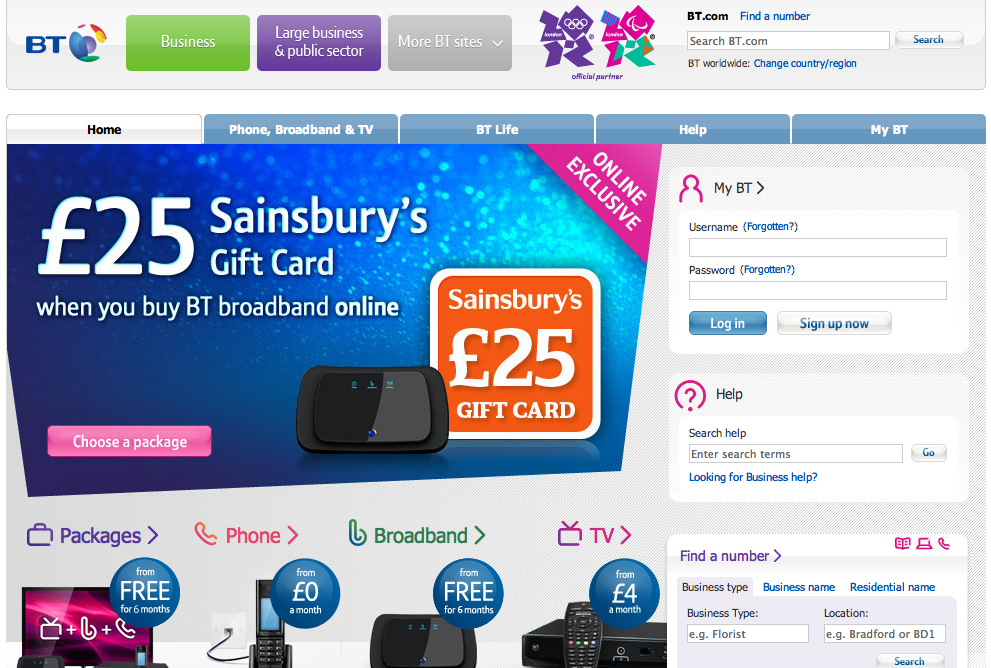 BT
Business
Large business
& public sector
More BT sites
london
london
official partner
BT.com Find a number
Search BT.com
Search
BT worldwide: Change country/region
Home
Phone, Broadband & TV
BT Life
Help
My BT
£25 Sainsbury's
Gift Card
when you buy BT broadband online
ONLINE
EXCLUSIVE
Sainsbury's
£25
GIFT CARD
Choose a package
My BT
Username (Forgotten?)
Password (Forgotten?)
Log in
Sign up now
Help
Search help
Enter search terms
Go
Looking for Business help?
Packages
Phone
Broadband
TV
from
FREE
for 6 months
from
£0
a month
from
FREE
for 6 months
from
£4
a month
Find a number
Business type
Business name
Residential name
Business Type:
Location:
e.g. Florist
e.g. Bradford or BD1
Search